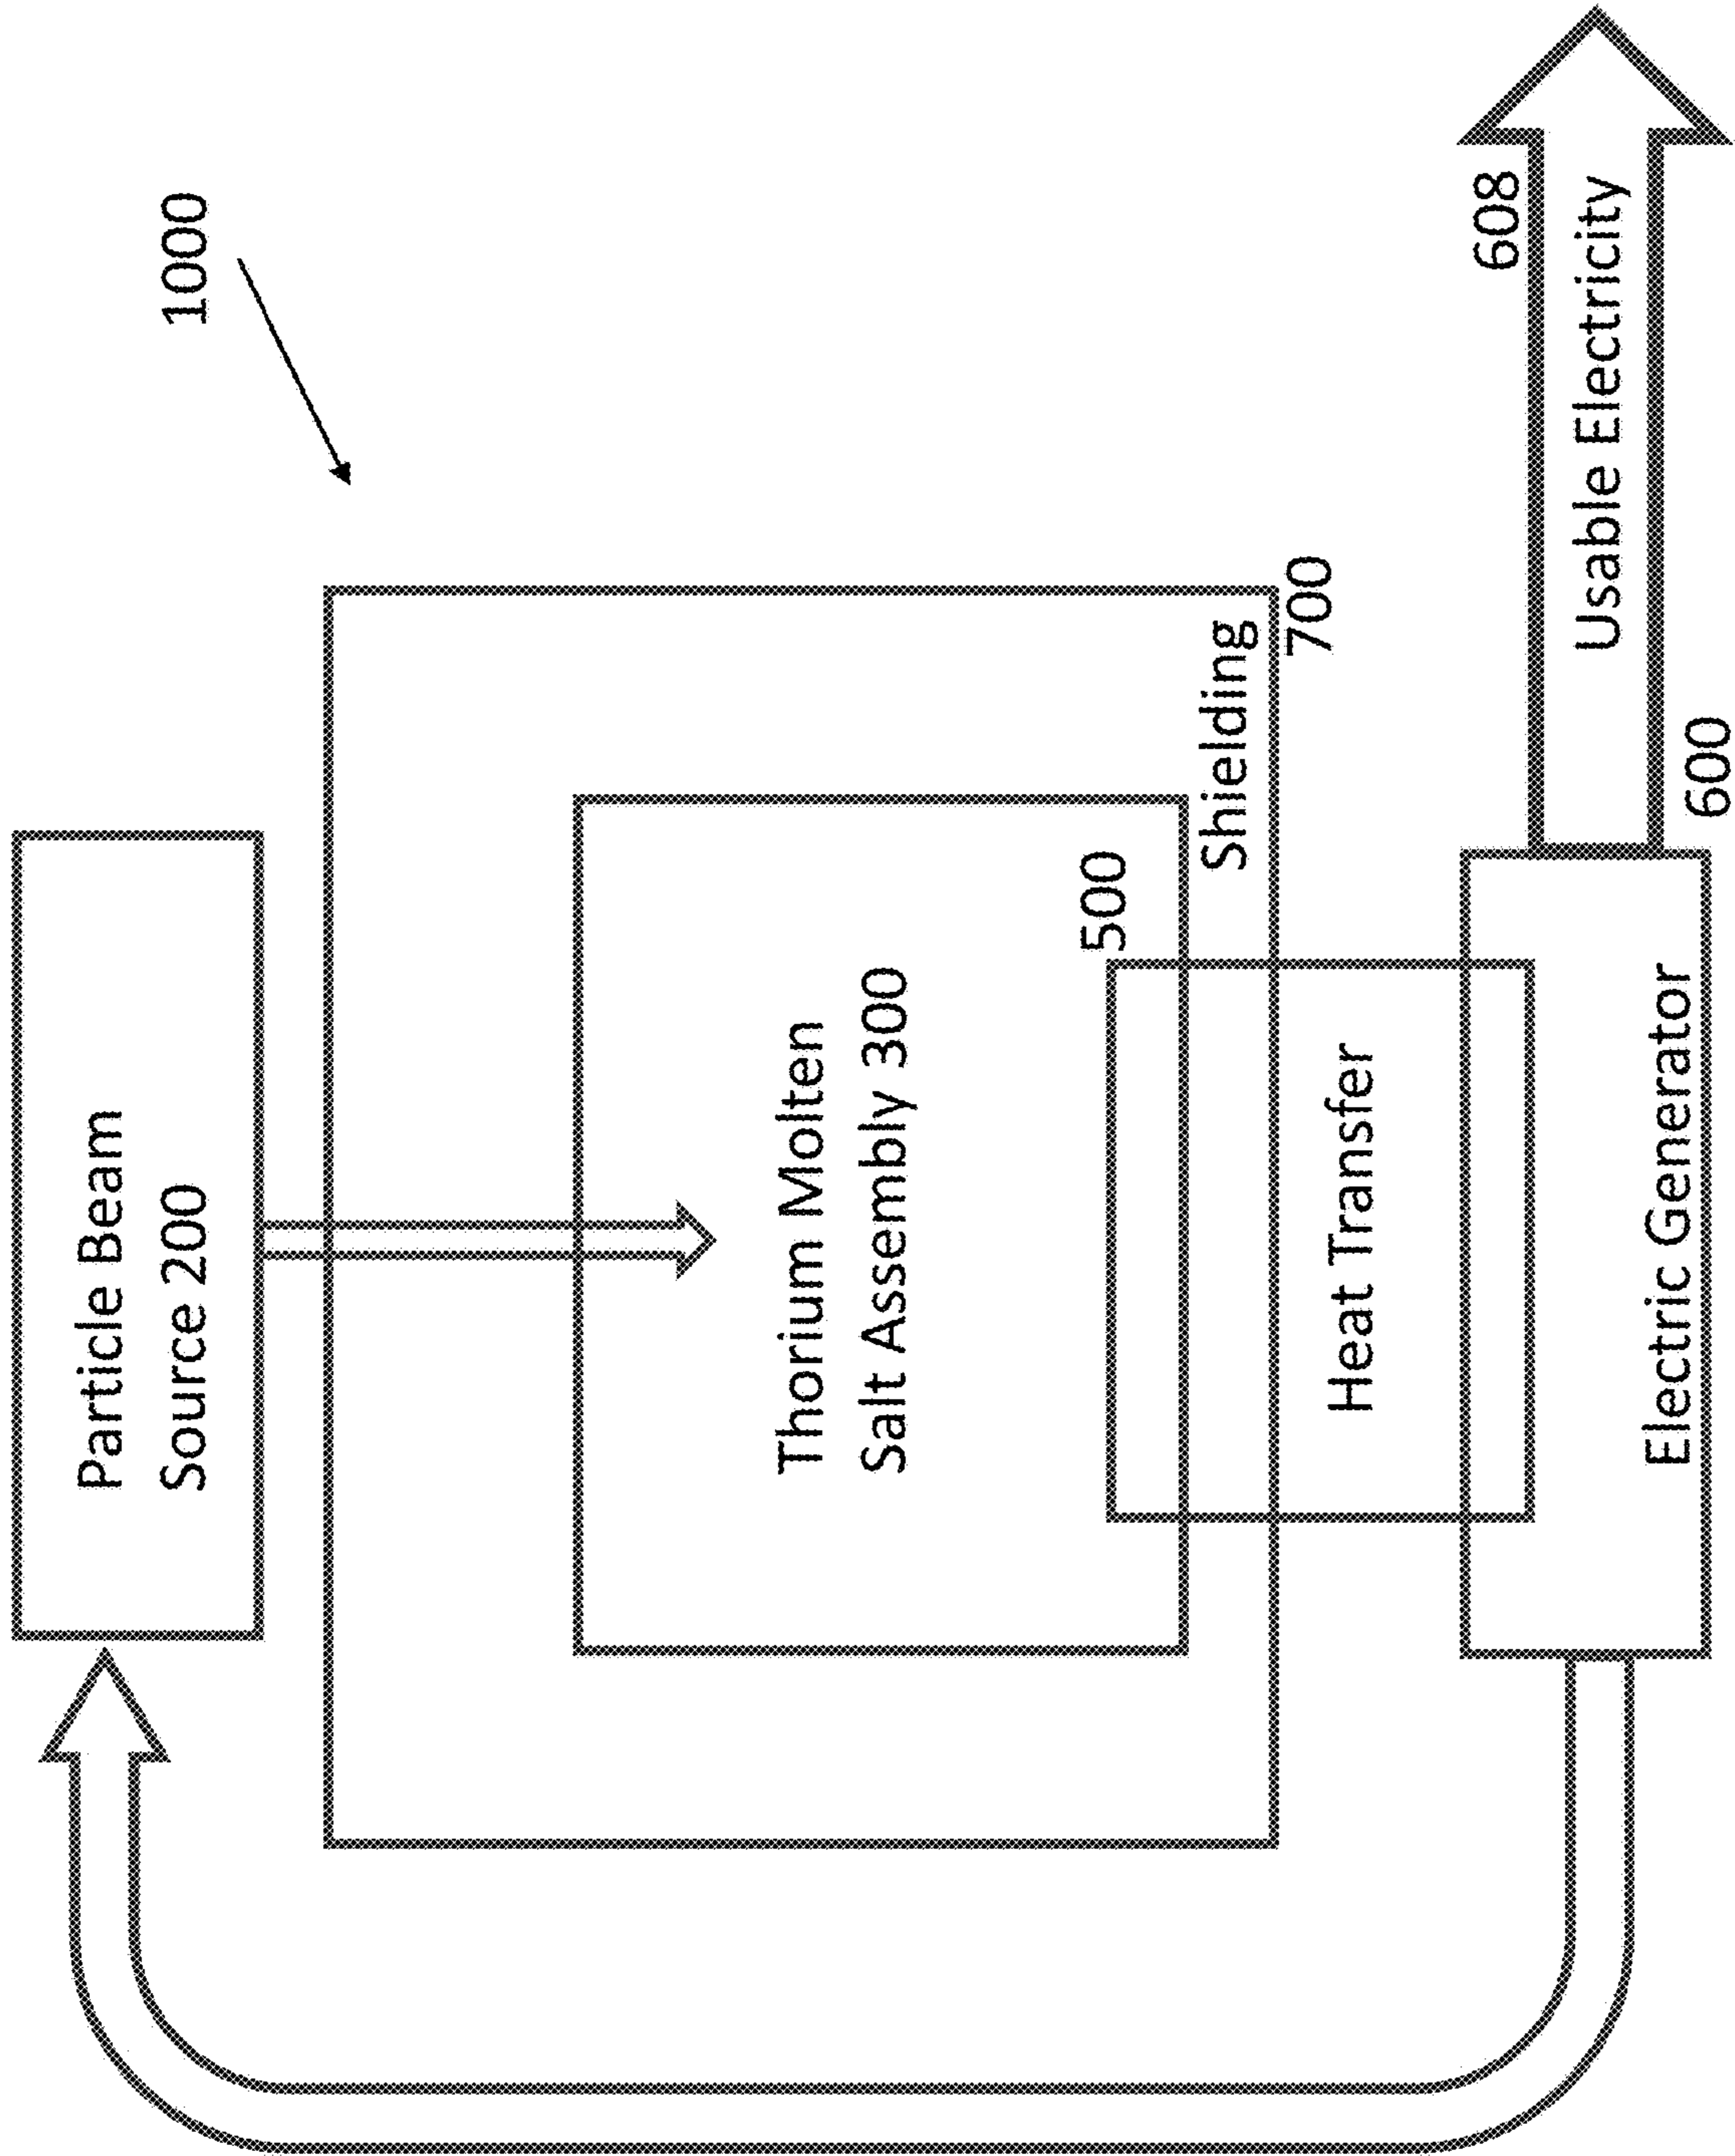 1000
Particle Beam
Source 200
Thorium Molten
Salt Assembly 300
500
Shielding
700
Heat Transfer
608
Usable Electricity
Electric Generator
600